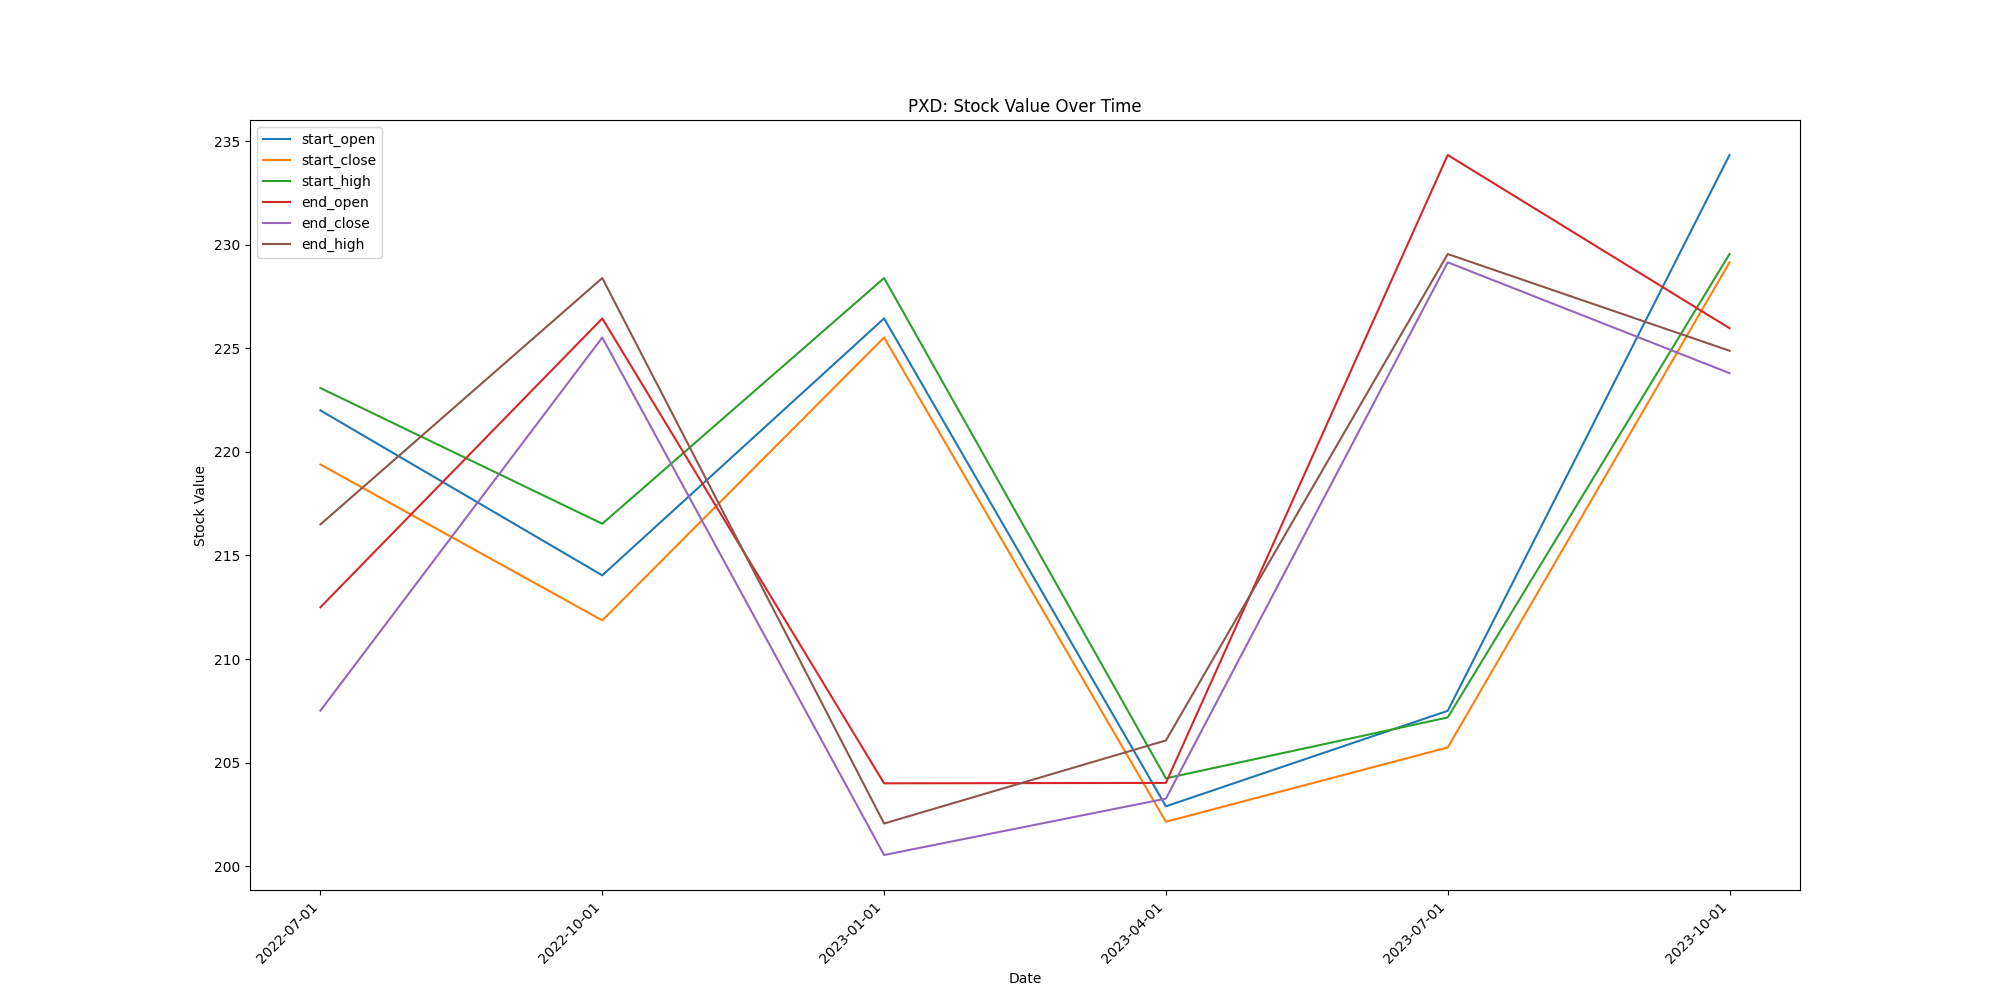 PXD: Stock Value Over Time
start_open
start_close
start_high
end_open
end_close
end_high
235
230
225
220
215
210
205
200
Stock Value
2022-07-01
2022-10-01
2023-01-01
2023-04-01
2023-07-01
2023-10-01
Date